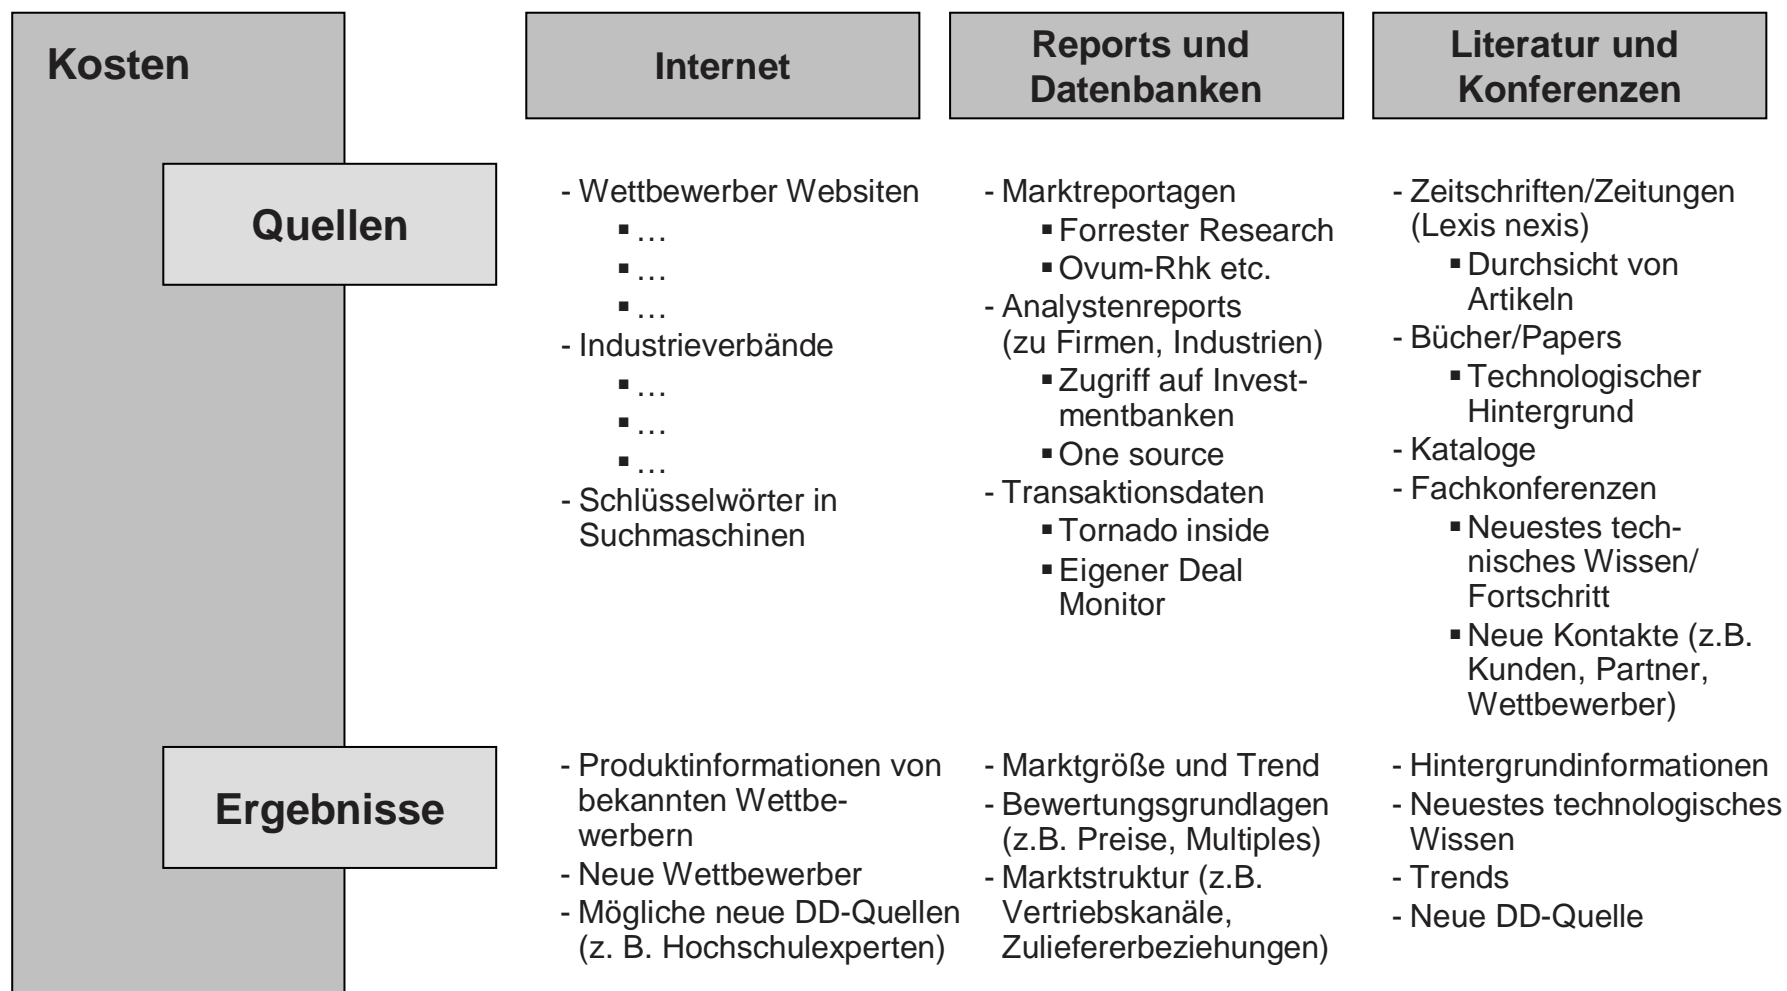 Kosten
Internet
Reports und
Datenbanken
Literatur und
Konferenzen
Quellen
- Wettbewerber Websiten
▪ …
▪ …
▪ …
- Industrieverbände
▪ …
▪ …
▪ …
- Schlüsselwörter in
Suchmaschinen
- Marktreportagen
▪ Forrester Research
▪ Ovum-Rhk etc.
- Analystenreports
(zu Firmen, Industrien)
▪ Zugriff auf Invest-
mentbanken
▪ One source
- Transaktionsdaten
▪ Tornado inside
▪ Eigener Deal
Monitor
- Zeitschriften/Zeitungen
(Lexis nexis)
▪ Durchsicht von
Artikeln
- Bücher/Papers
▪ Technologischer
Hintergrund
- Kataloge
- Fachkonferenzen
▪ Neuestes tech-
nisches Wissen/
Fortschritt
▪ Neue Kontakte (z.B.
Kunden, Partner,
Wettbewerber)
Ergebnisse
- Produktinformationen von
bekannten Wettbe-
werbern
- Neue Wettbewerber
- Mögliche neue DD-Quellen
(z. B. Hochschulexperten)
- Marktgröße und Trend
- Bewertungsgrundlagen
(z.B. Preise, Multiples)
- Marktstruktur (z.B.
Vertriebskanäle,
Zuliefererbeziehungen)
- Hintergrundinformationen
- Neuestes technologisches
Wissen
- Trends
- Neue DD-Quelle